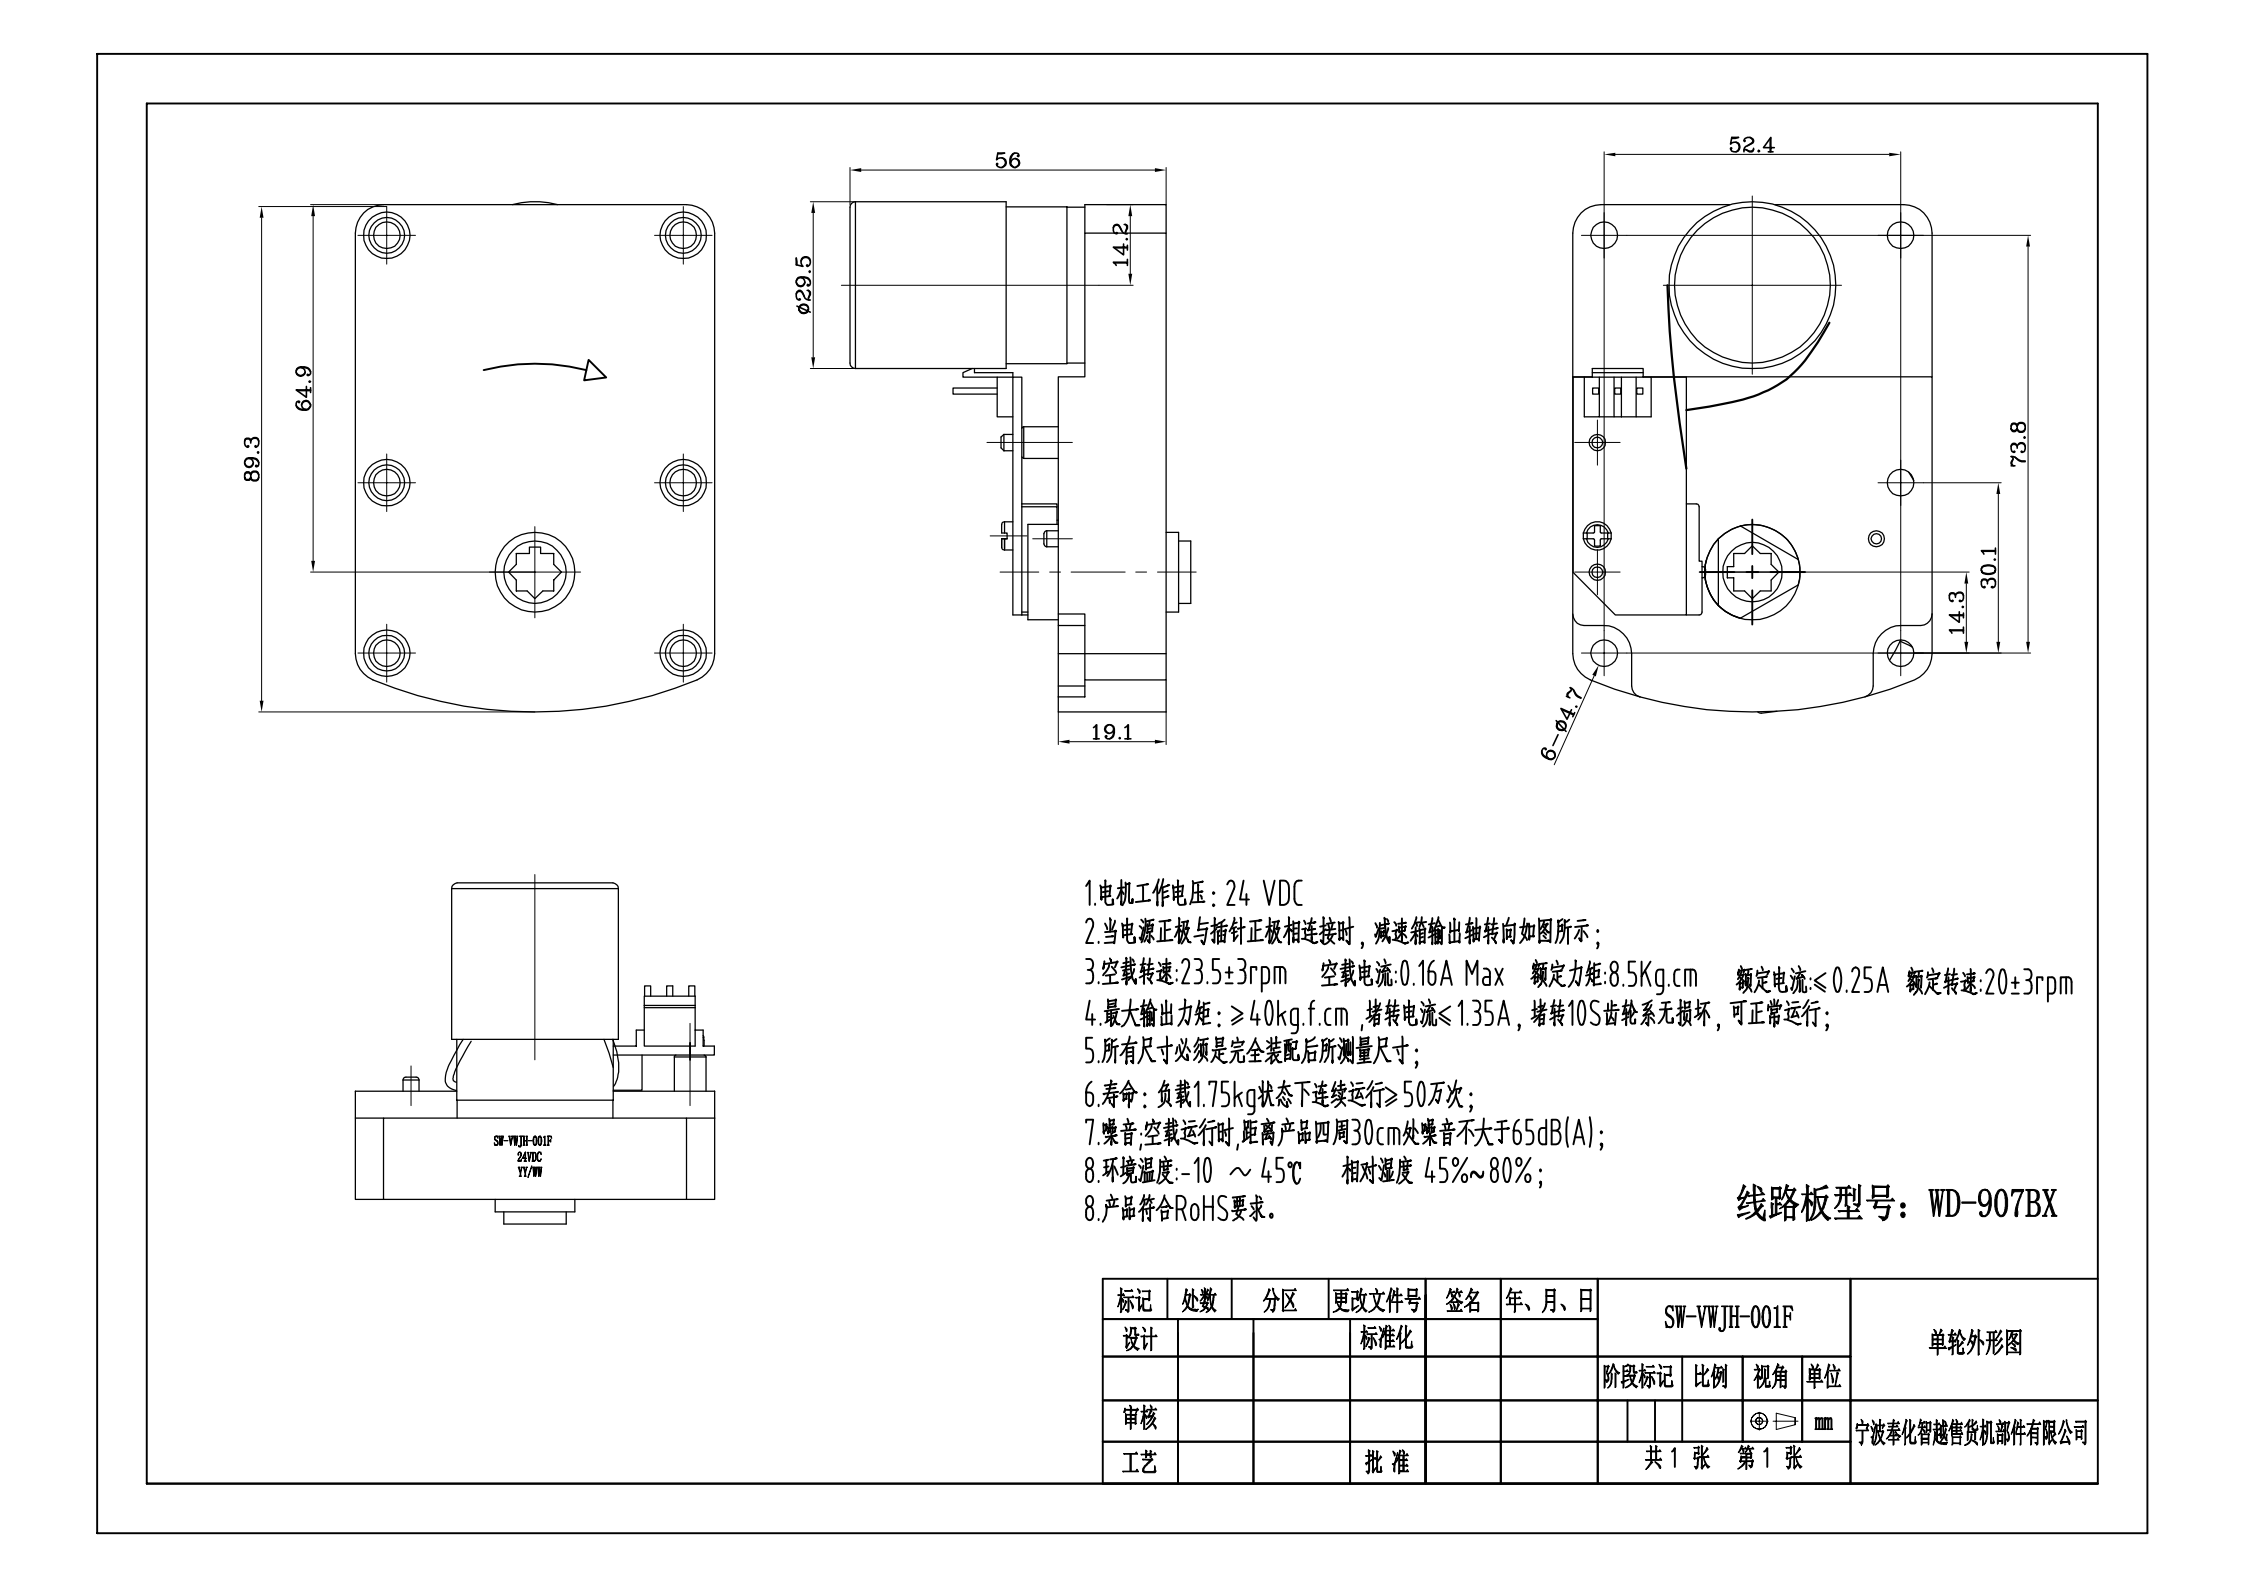 56
52.4
14.2
ø29.5
64.9
89.3
73.8
30.1
14.3
19.1
6-ø4.7
1.电机工作电压: 24 VDC
2.当电源正极与插针正极相连接时, 减速箱输出轴转向如图所示;
3.空载转速:23.5±3rpm 空载电流:0.16A Max 额定力矩:8.5Kg.cm 额定电流:≤0.25A 额定转速:20±3rpm
4.最大输出力矩: ≥40kg.f.cm ,堵转电流≤1.35A, 堵转10S齿轮系无损坏, 可正常运行;
5.所有尺寸必须是完全装配后所测量尺寸;
6.寿命: 负载1.75kg状态下连续运行≥50万次;
7.噪音;空载运行时,距离产品四周30cm处噪音不大于65dB(A);
8.环境温度:-10 ~ 45℃ 相对湿度 45%~80%;
8.产品符合RoHS要求。
SW-VWJH-001F
24VDC
YY/WW
线路板型号: WD-907BX
标记 处数 分区 更改文件号 签名 年、月、日
SW-VWJH-001F
单轮外形图
设计 标准化
阶段标记 比例 视角 单位
审核
mm
宁波奉化智越售货机部件有限公司
工艺 批 准
共 1 张 第 1 张